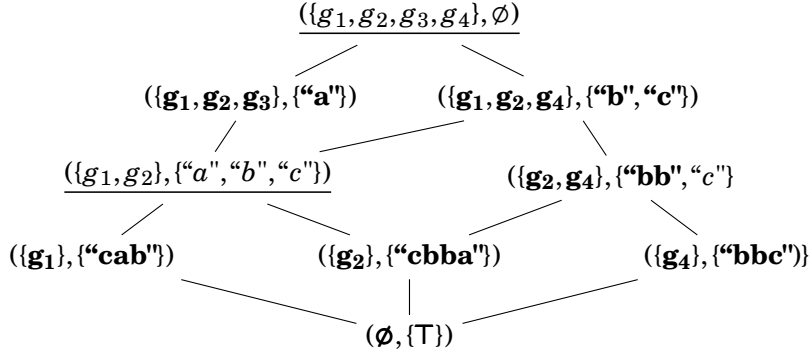 ({g₁,g₂,g₃,g₄},∅)
({g₁,g₂,g₃},{“a"}) ({g₁,g₂,g₄},{“b",“c"})
({g₁,g₂},{“a",“b",“c"}) ({g₂,g₄},{“bb",“c"}
({g₁},{“cab"}) ({g₂},{“cbba"}) ({g₄},{“bbc")}
(∅,{⊤})